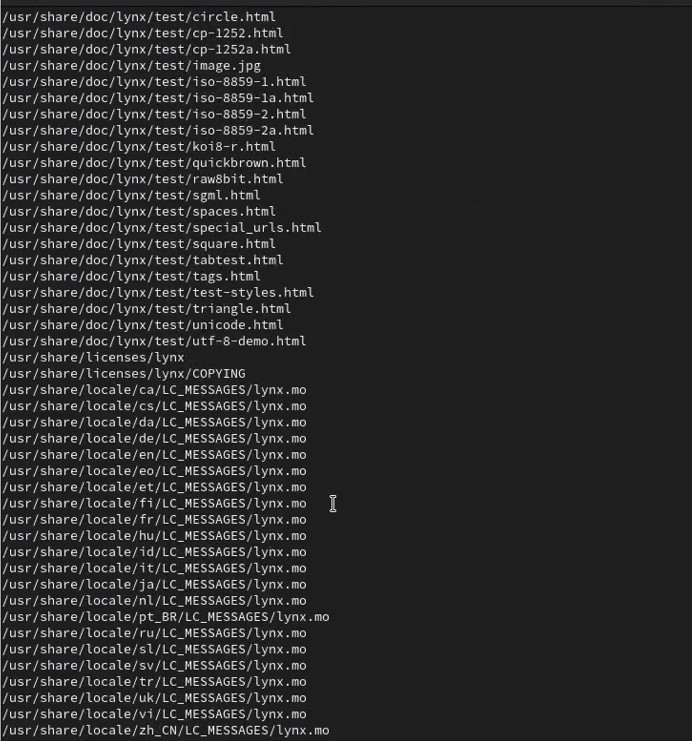 /usr/share/doc/lynx/test/circle.html
/usr/share/doc/lynx/test/cp-1252.html
/usr/share/doc/lynx/test/cp-1252a.html
/usr/share/doc/lynx/test/image.jpg
/usr/share/doc/lynx/test/iso-8859-1.html
/usr/share/doc/lynx/test/iso-8859-1a.html
/usr/share/doc/lynx/test/iso-8859-2.html
/usr/share/doc/lynx/test/iso-8859-2a.html
/usr/share/doc/lynx/test/koi8-r.html
/usr/share/doc/lynx/test/quickbrown.html
/usr/share/doc/lynx/test/raw8bit.html
/usr/share/doc/lynx/test/sgml.html
/usr/share/doc/lynx/test/spaces.html
/usr/share/doc/lynx/test/special_urls.html
/usr/share/doc/lynx/test/square.html
/usr/share/doc/lynx/test/tabtest.html
/usr/share/doc/lynx/test/tags.html
/usr/share/doc/lynx/test/test-styles.html
/usr/share/doc/lynx/test/triangle.html
/usr/share/doc/lynx/test/unicode.html
/usr/share/doc/lynx/test/utf-8-demo.html
/usr/share/licenses/lynx
/usr/share/licenses/lynx/COPYING
/usr/share/locale/ca/LC_MESSAGES/lynx.mo
/usr/share/locale/cs/LC_MESSAGES/lynx.mo
/usr/share/locale/da/LC_MESSAGES/lynx.mo
/usr/share/locale/de/LC_MESSAGES/lynx.mo
/usr/share/locale/en/LC_MESSAGES/lynx.mo
/usr/share/locale/eo/LC_MESSAGES/lynx.mo
/usr/share/locale/et/LC_MESSAGES/lynx.mo
/usr/share/locale/fi/LC_MESSAGES/lynx.mo
/usr/share/locale/fr/LC_MESSAGES/lynx.mo
/usr/share/locale/hu/LC_MESSAGES/lynx.mo
/usr/share/locale/id/LC_MESSAGES/lynx.mo
/usr/share/locale/it/LC_MESSAGES/lynx.mo
/usr/share/locale/ja/LC_MESSAGES/lynx.mo
/usr/share/locale/nl/LC_MESSAGES/lynx.mo
/usr/share/locale/pt_BR/LC_MESSAGES/lynx.mo
/usr/share/locale/ru/LC_MESSAGES/lynx.mo
/usr/share/locale/sl/LC_MESSAGES/lynx.mo
/usr/share/locale/sv/LC_MESSAGES/lynx.mo
/usr/share/locale/tr/LC_MESSAGES/lynx.mo
/usr/share/locale/uk/LC_MESSAGES/lynx.mo
/usr/share/locale/vi/LC_MESSAGES/lynx.mo
/usr/share/locale/zh_CN/LC_MESSAGES/lynx.mo